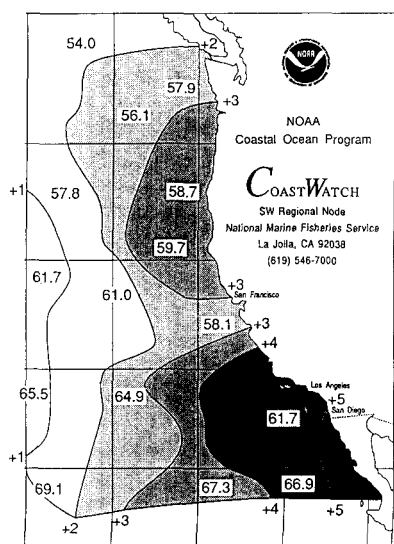 54.0
+2
57.9
+3
56.1
NOAA
NOAA
Coastal Ocean Program
+1
57.8
58.7
COASTWATCH
SW Regional Node
National Marine Fisheries Service
La Jolla, CA 92038
(619) 546-7000
59.7
61.7
61.0
+3
San Francisco
58.1
+3
+4
65.5
64.9
Los Angeles
+5
San Diego
61.7
+1
69.1
67.3
66.9
+2
+3
+4
+5